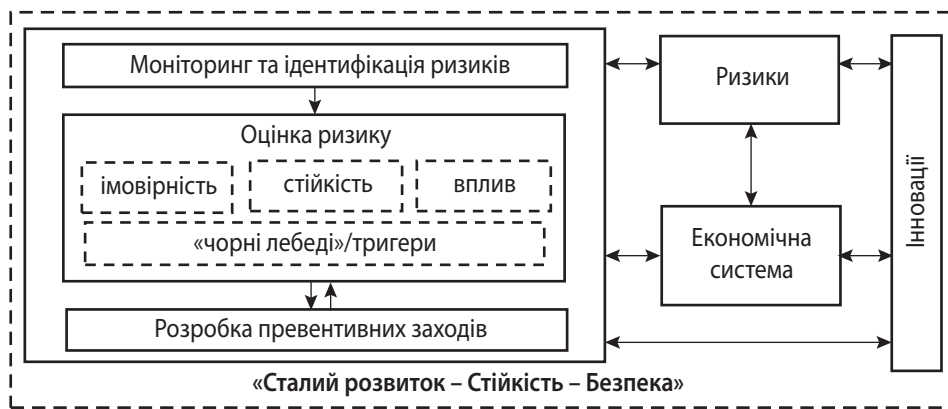 Моніторинг та ідентифікація ризиків
Оцінка ризику
імовірність
стійкість
вплив
«чорні лебеді»/тригери
Розробка превентивних заходів
Ризики
Економічна
система
Інновації
«Сталий розвиток – Стійкість – Безпека»